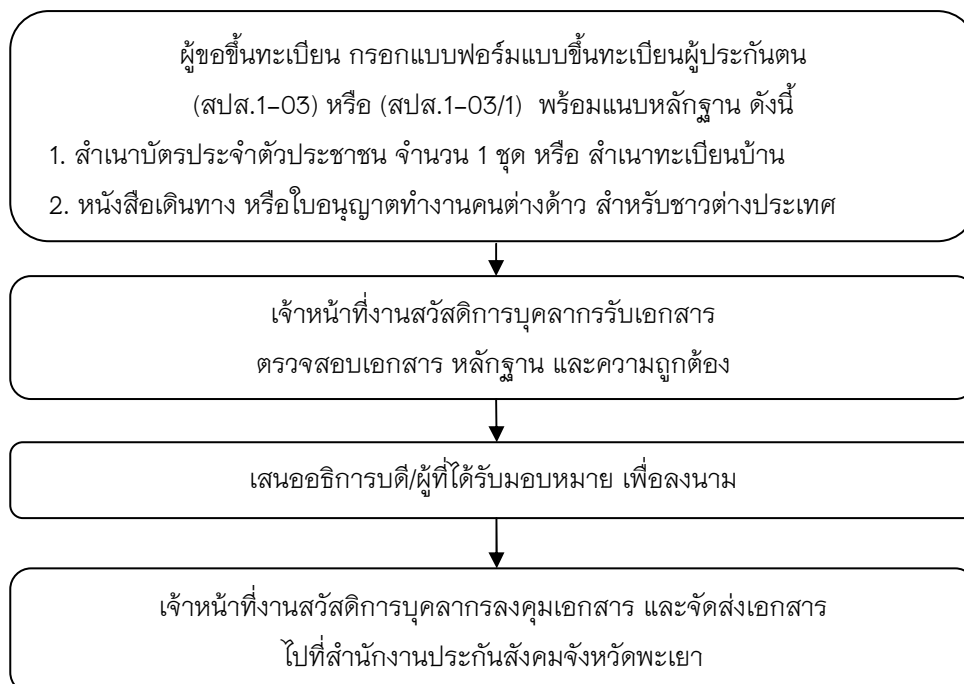 ผู้ขอขึ้นทะเบียน กรอกแบบฟอร์มแบบขึ้นทะเบียนผู้ประกันตน
(สปส.1-03) หรือ (สปส.1-03/1) พร้อมแนบหลักฐาน ดังนี้
1. สำเนาบัตรประจำตัวประชาชน จำนวน 1 ชุด หรือ สำเนาทะเบียนบ้าน
2. หนังสือเดินทาง หรือใบอนุญาตทำงานคนต่างด้าว สำหรับชาวต่างประเทศ
เจ้าหน้าที่งานสวัสดิการบุคลากรรับเอกสาร
ตรวจสอบเอกสาร หลักฐาน และความถูกต้อง
เสนออธิการบดี/ผู้ที่ได้รับมอบหมาย เพื่อลงนาม
เจ้าหน้าที่งานสวัสดิการบุคลากรลงคุมเอกสาร และจัดส่งเอกสาร
ไปที่สำนักงานประกันสังคมจังหวัดพะเยา